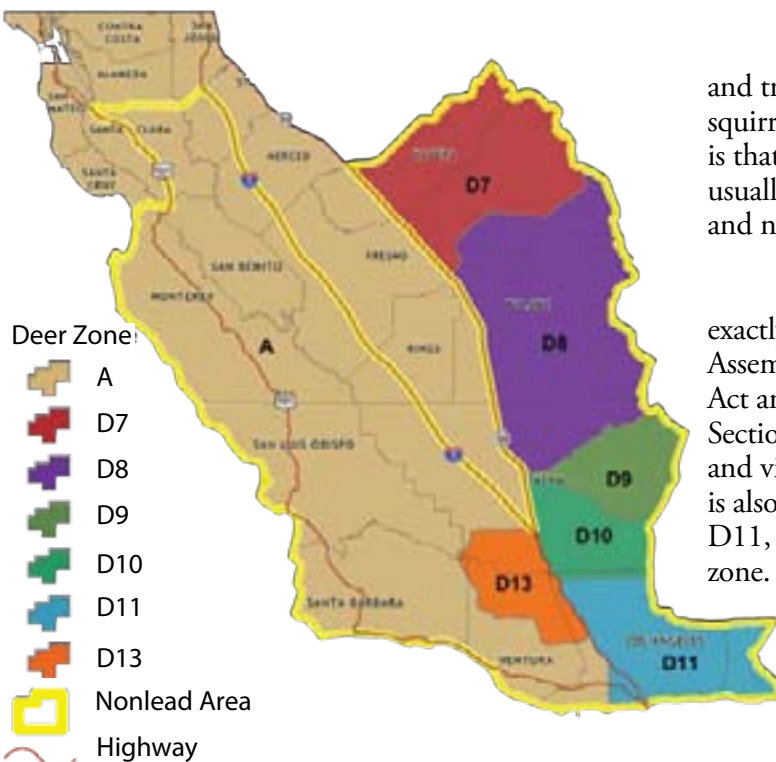 CONTRA
COSTA
ALAMEDA
SAN
MATEO
SANTA CLARA
SANTA
CRUZ
MERCED
SAN BENITO
MONTEREY
FRESNO
KINGS
SAN LUIS OBISPO
SANTA BARBARA
VENTURA
LOS ANGELES
A
D7
D8
D9
D10
D13
D11
Deer Zone
A
D7
D8
D9
D10
D11
D13
Nonlead Area
Highway
and tr
squirr
is that
usually
and n
exactl
Assem
Act an
Sectio
and vi
is also
D11,
zone.